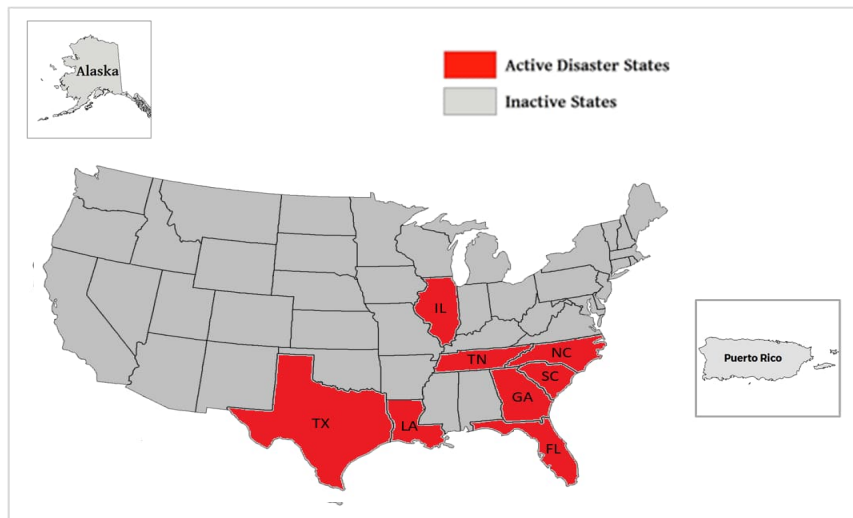 Alaska
Active Disaster States
Inactive States
IL
TN
NC
SC
GA
TX
LA
FL
Puerto Rico